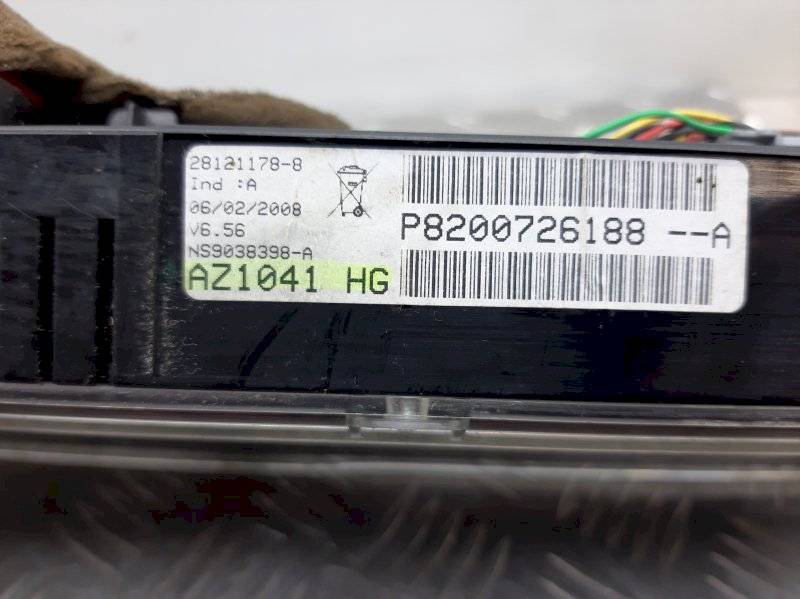 28121178-8
Ind :A
06/02/2008
V6.56
NS9038398-A
AZ1041 HG
P8200726188 --A